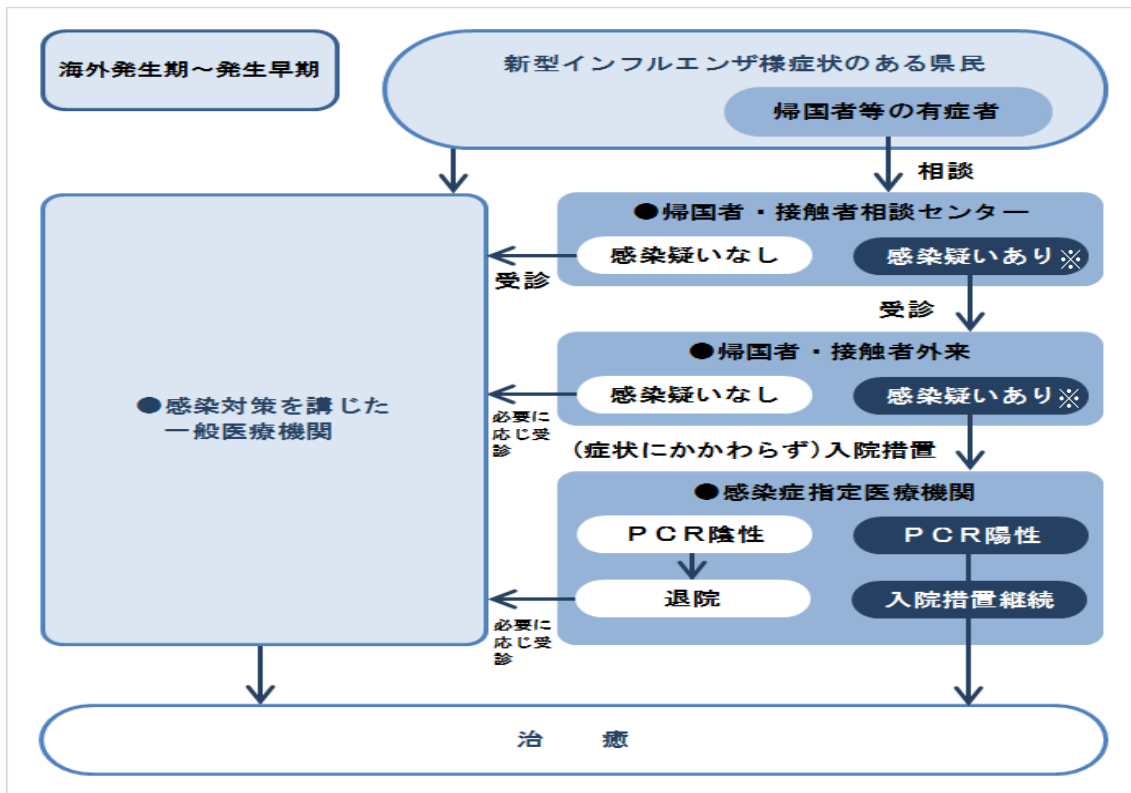 海外発生期～発生早期
新型インフルエンザ様症状のある県民
帰国者等の有症者
相談
●帰国者・接触者相談センター
感染疑いなし
感染疑いあり※
受診
受診
●帰国者・接触者外来
感染疑いなし
感染疑いあり※
●感染対策を講じた
一般医療機関
必要に
応じ受
診
(症状にかかわらず)入院措置
●感染症指定医療機関
ＰＣＲ陰性
ＰＣＲ陽性
退院
入院措置継続
必要に
応じ受
診
治　　癒